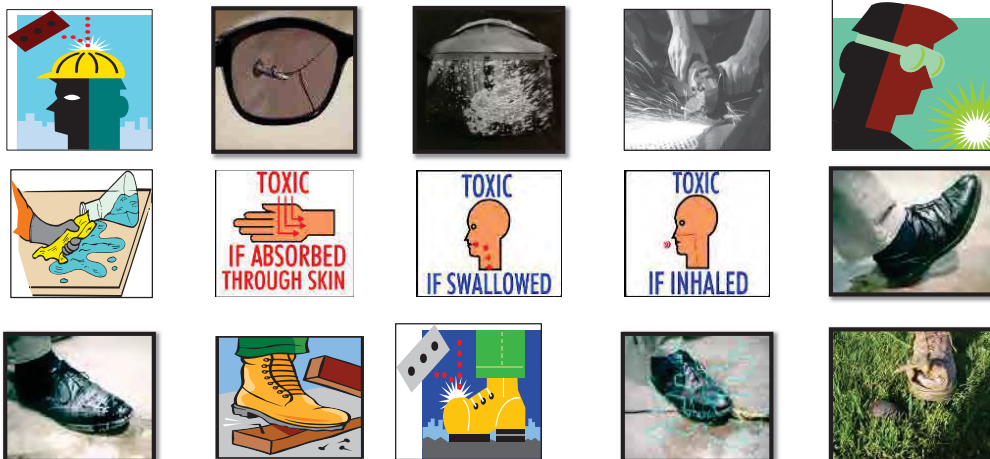 TOXIC
IF ABSORBED
THROUGH SKIN
TOXIC
IF SWALLOWED
TOXIC
IF INHALED